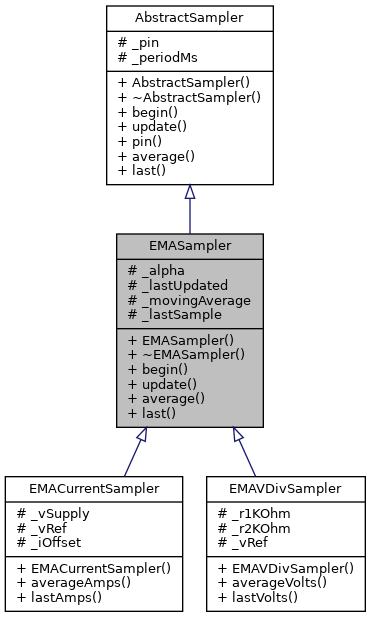 AbstractSampler
# _pin
# _periodMs
+ AbstractSampler()
+ ~AbstractSampler()
+ begin()
+ update()
+ pin()
+ average()
+ last()
EMASampler
# _alpha
# _lastUpdated
# _movingAverage
# _lastSample
+ EMASampler()
+ ~EMASampler()
+ begin()
+ update()
+ average()
+ last()
EMACurrentSampler
# _vSupply
# _vRef
# _iOffset
+ EMACurrentSampler()
+ averageAmps()
+ lastAmps()
EMAVDivSampler
# _r1KOhm
# _r2KOhm
# _vRef
+ EMAVDivSampler()
+ averageVolts()
+ lastVolts()